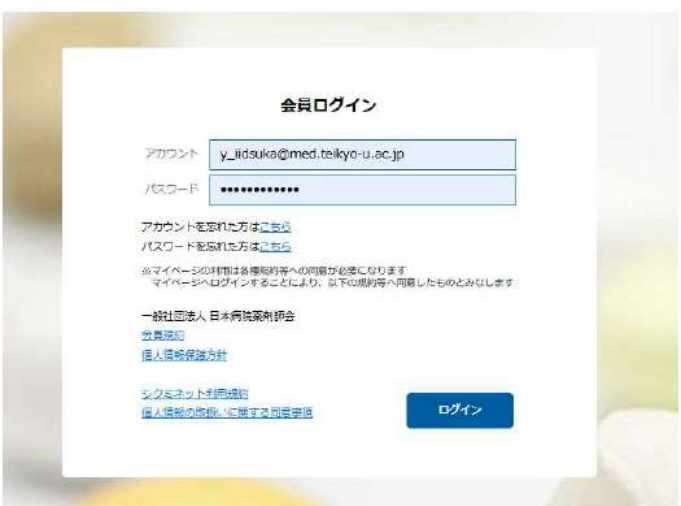 会員ログイン
アカウント y_iidsuka@med.teikyo-u.ac.jp
パスワード ••••••••••••
アカウントを忘れた方はこちら
パスワードを忘れた方はこちら
※マイページの利用は各種規約等への同意が必要になります
マイページへログインすることにより、以下の規約等へ同意したものとみなします
一般社団法人 日本病院薬剤師会
会員規約
個人情報保護方針
シクミネット利用規約
個人情報の取扱いに関する同意事項
ログイン